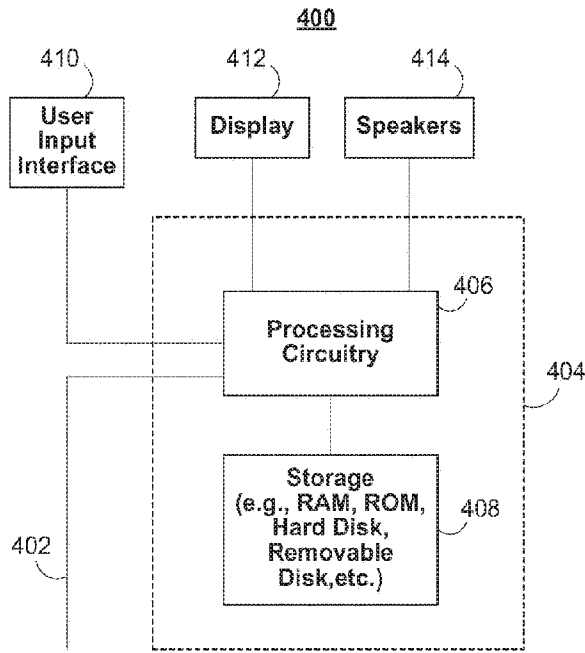 400
410
412
414
User
Input
Interface
Display
Speakers
406
Processing
Circuitry
404
Storage
(e.g., RAM, ROM,
Hard Disk,
Removable
Disk,etc.)
408
402